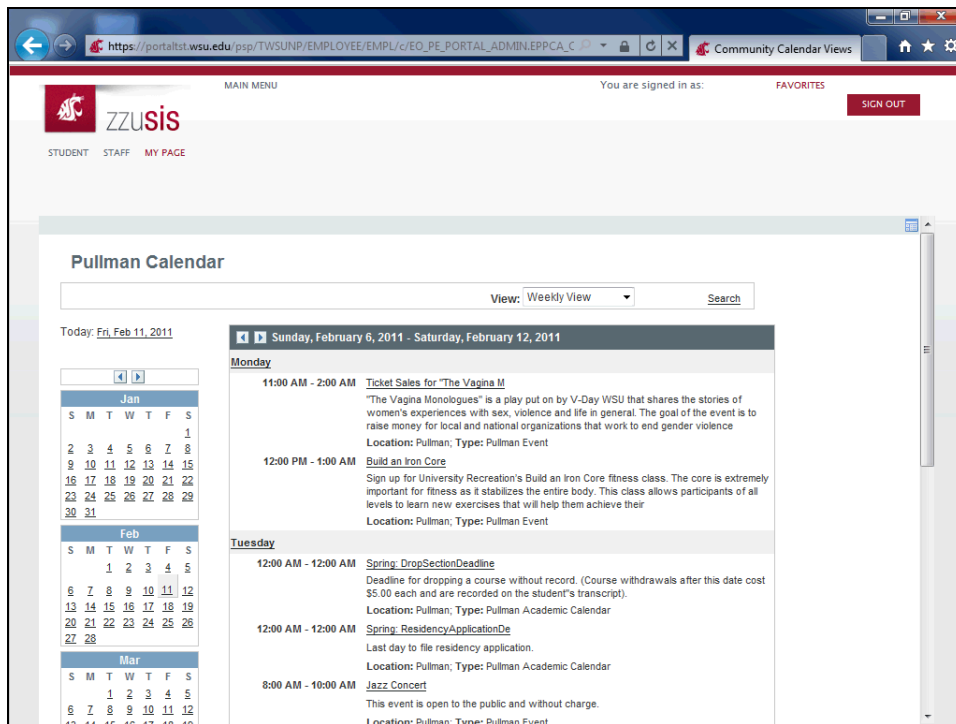 https://portaltst.wsu.edu/psp/TWSUNP/EMPLOYEE/EMPL/c/EO_PE_PORTAL_ADMIN.EPPCA_C
Community Calendar Views
MAIN MENU
You are signed in as:
FAVORITES
SIGN OUT
zzusis
STUDENT STAFF MY PAGE
Pullman Calendar
View: Weekly View Search
Today: Fri, Feb 11, 2011
Jan
S M T W T F S
1
2 3 4 5 6 7 8
9 10 11 12 13 14 15
16 17 18 19 20 21 22
23 24 25 26 27 28 29
30 31
Feb
S M T W T F S
1 2 3 4 5
6 7 8 9 10 11 12
13 14 15 16 17 18 19
20 21 22 23 24 25 26
27 28
Mar
S M T W T F S
1 2 3 4 5
6 7 8 9 10 11 12
13 14 15 16 17 18 19
Sunday, February 6, 2011 - Saturday, February 12, 2011
Monday
11:00 AM - 2:00 AM Ticket Sales for "The Vagina M
"The Vagina Monologues" is a play put on by V-Day WSU that shares the stories of
women's experiences with sex, violence and life in general. The goal of the event is to
raise money for local and national organizations that work to end gender violence
Location: Pullman; Type: Pullman Event
12:00 PM - 1:00 AM Build an Iron Core
Sign up for University Recreation's Build an Iron Core fitness class. The core is extremely
important for fitness as it stabilizes the entire body. This class allows participants of all
levels to learn new exercises that will help them achieve their
Location: Pullman; Type: Pullman Event
Tuesday
12:00 AM - 12:00 AM Spring: DropSectionDeadline
Deadline for dropping a course without record. (Course withdrawals after this date cost
$5.00 each and are recorded on the student"s transcript).
Location: Pullman; Type: Pullman Academic Calendar
12:00 AM - 12:00 AM Spring: ResidencyApplicationDe
Last day to file residency application.
Location: Pullman; Type: Pullman Academic Calendar
8:00 AM - 10:00 AM Jazz Concert
This event is open to the public and without charge.
Location: Pullman; Type: Pullman Event